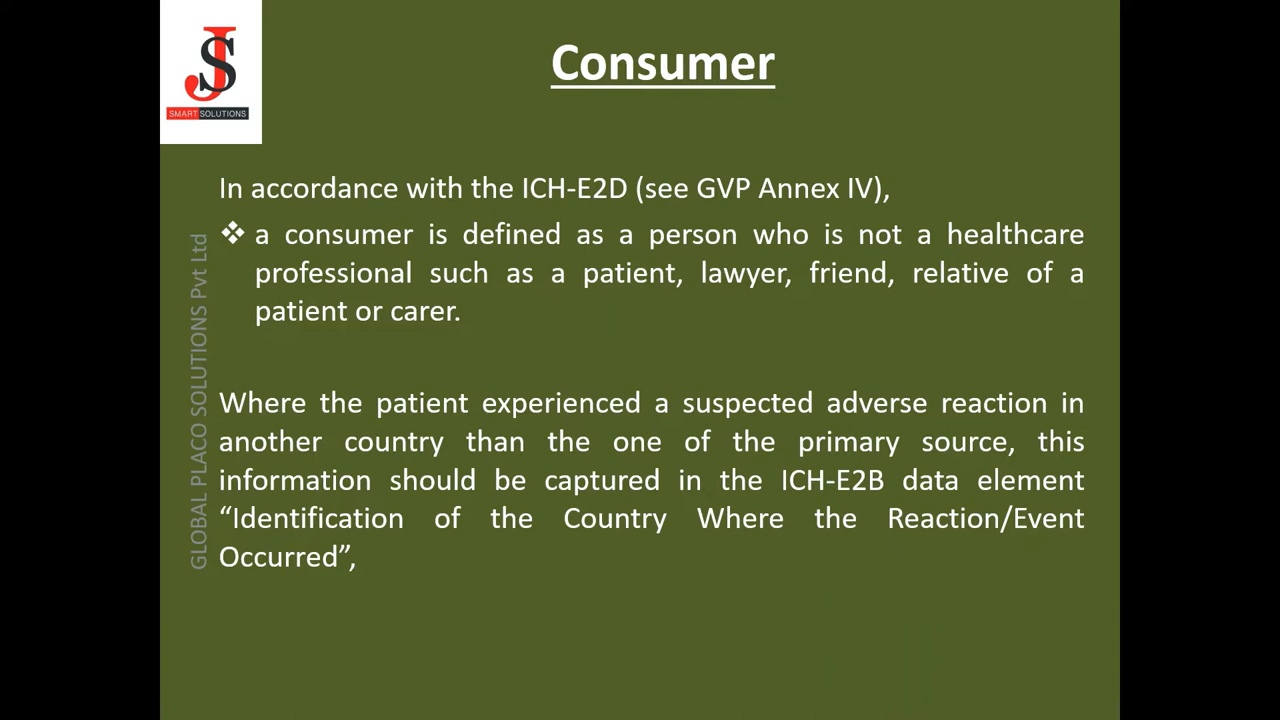 JS
SMART SOLUTIONS
Consumer
In accordance with the ICH-E2D (see GVP Annex IV),
❖ a consumer is defined as a person who is not a healthcare
professional such as a patient, lawyer, friend, relative of a
patient or carer.
Where the patient experienced a suspected adverse reaction in
another country than the one of the primary source, this
information should be captured in the ICH-E2B data element
“Identification of the Country Where the Reaction/Event
Occurred”,
GLOBAL PLACO SOLUTIONS Pvt Ltd